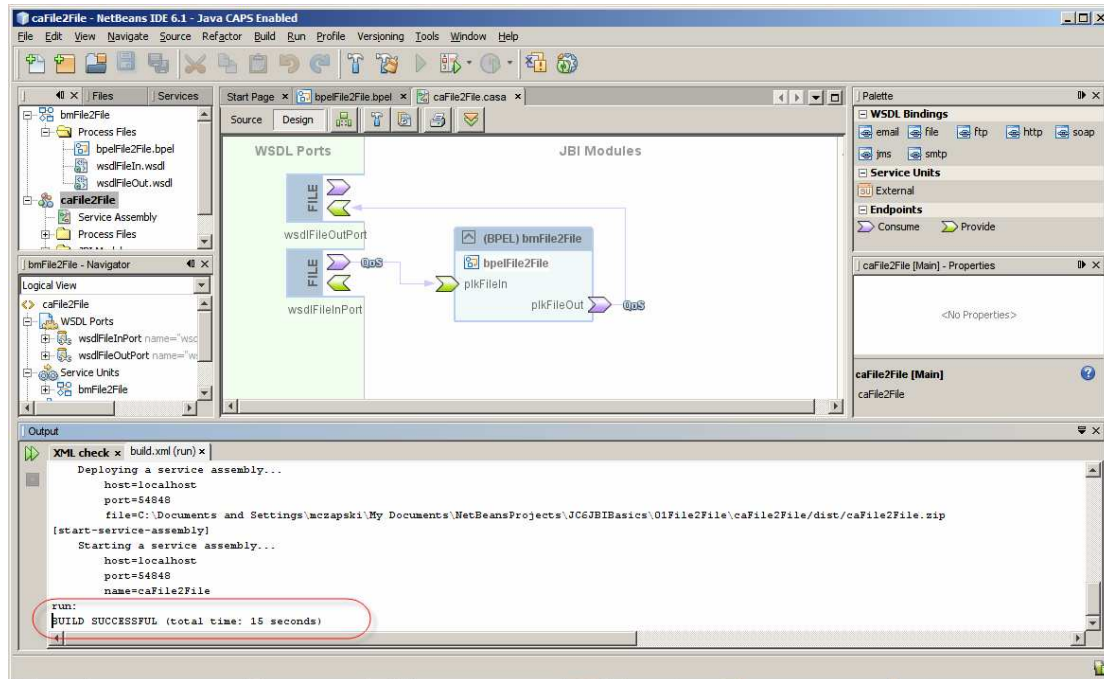 caFile2File - NetBeans IDE 6.1 - Java CAPS Enabled
File Edit View Navigate Source Refactor Build Run Profile Versioning Tools Window Help
Files Services
bmFile2File
Process Files
bpelFile2File.bpel
wsdlFileIn.wsdl
wsdlFileOut.wsdl
caFile2File
Service Assembly
Process Files
bmFile2File - Navigator
Logical View
caFile2File
WSDL Ports
wsdlFileInPort name="wsd
wsdlFileOutPort name="w
Service Units
bmFile2File
Start Page bpelFile2File.bpel caFile2File.casa
Source Design
WSDL Ports JBI Modules
FILE
wsdlFileOutPort
FILE
QoS
wsdlFileInPort
(BPEL) bmFile2File
bpelFile2File
plkFileIn
plkFileOut QoS
Palette
WSDL Bindings
email file ftp http soap
jms smtp
Service Units
SU External
Endpoints
Consume Provide
caFile2File [Main] - Properties
<No Properties>
caFile2File [Main]
caFile2File
Output
XML check build.xml (run)
Deploying a service assembly...
host=localhost
port=54848
file=C:\Documents and Settings\mczapski\My Documents\NetBeansProjects\JC6JBIBasics\01File2File\caFile2File/dist/caFile2File.zip
[start-service-assembly]
Starting a service assembly...
host=localhost
port=54848
name=caFile2File
run:
BUILD SUCCESSFUL (total time: 15 seconds)